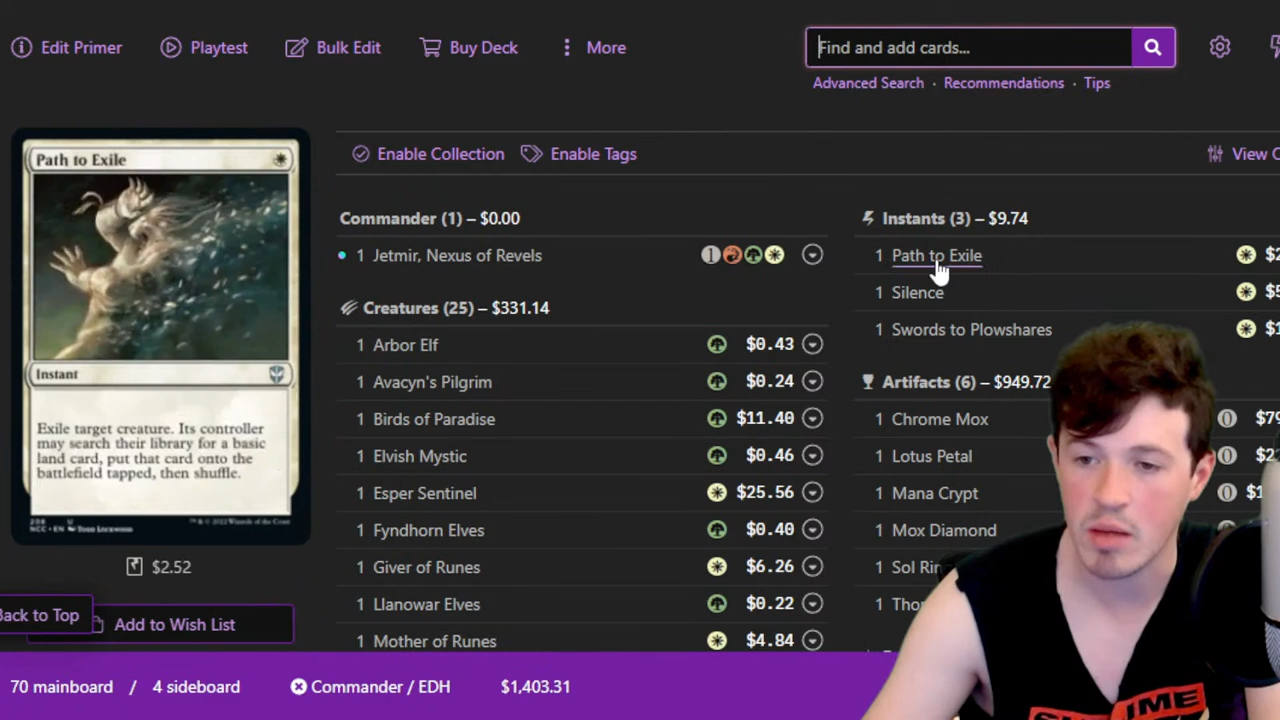 Edit Primer
Playtest
Bulk Edit
Buy Deck
More
Find and add cards...
Advanced Search · Recommendations · Tips
Path to Exile
Instant
Exile target creature. Its controller
may search their library for a basic
land card, put that card onto the
battlefield tapped, then shuffle.
$2.52
Back to Top
Add to Wish List
Enable Collection
Enable Tags
View
Commander (1) – $0.00
1 Jetmir, Nexus of Revels
Creatures (25) – $331.14
1 Arbor Elf $0.43
1 Avacyn's Pilgrim $0.24
1 Birds of Paradise $11.40
1 Elvish Mystic $0.46
1 Esper Sentinel $25.56
1 Fyndhorn Elves $0.40
1 Giver of Runes $6.26
1 Llanowar Elves $0.22
1 Mother of Runes $4.84
Instants (3) – $9.74
1 Path to Exile
1 Silence
1 Swords to Plowshares
Artifacts (6) – $949.72
1 Chrome Mox
1 Lotus Petal
1 Mana Crypt
1 Mox Diamond
1 Sol
1
70 mainboard / 4 sideboard
Commander / EDH
$1,403.31